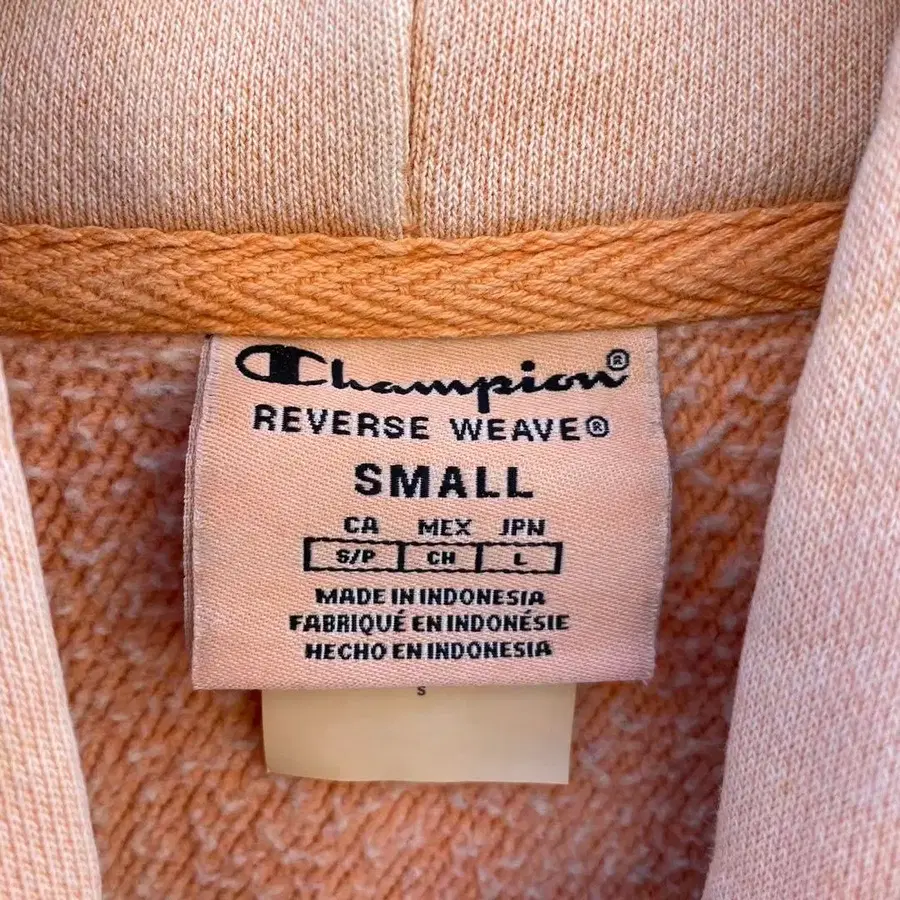 Champion®
REVERSE WEAVE®
SMALL
CA MEX JPN
S/P CH L
MADE IN INDONESIA
FABRIQUÉ EN INDONÉSIE
HECHO EN INDONESIA
S